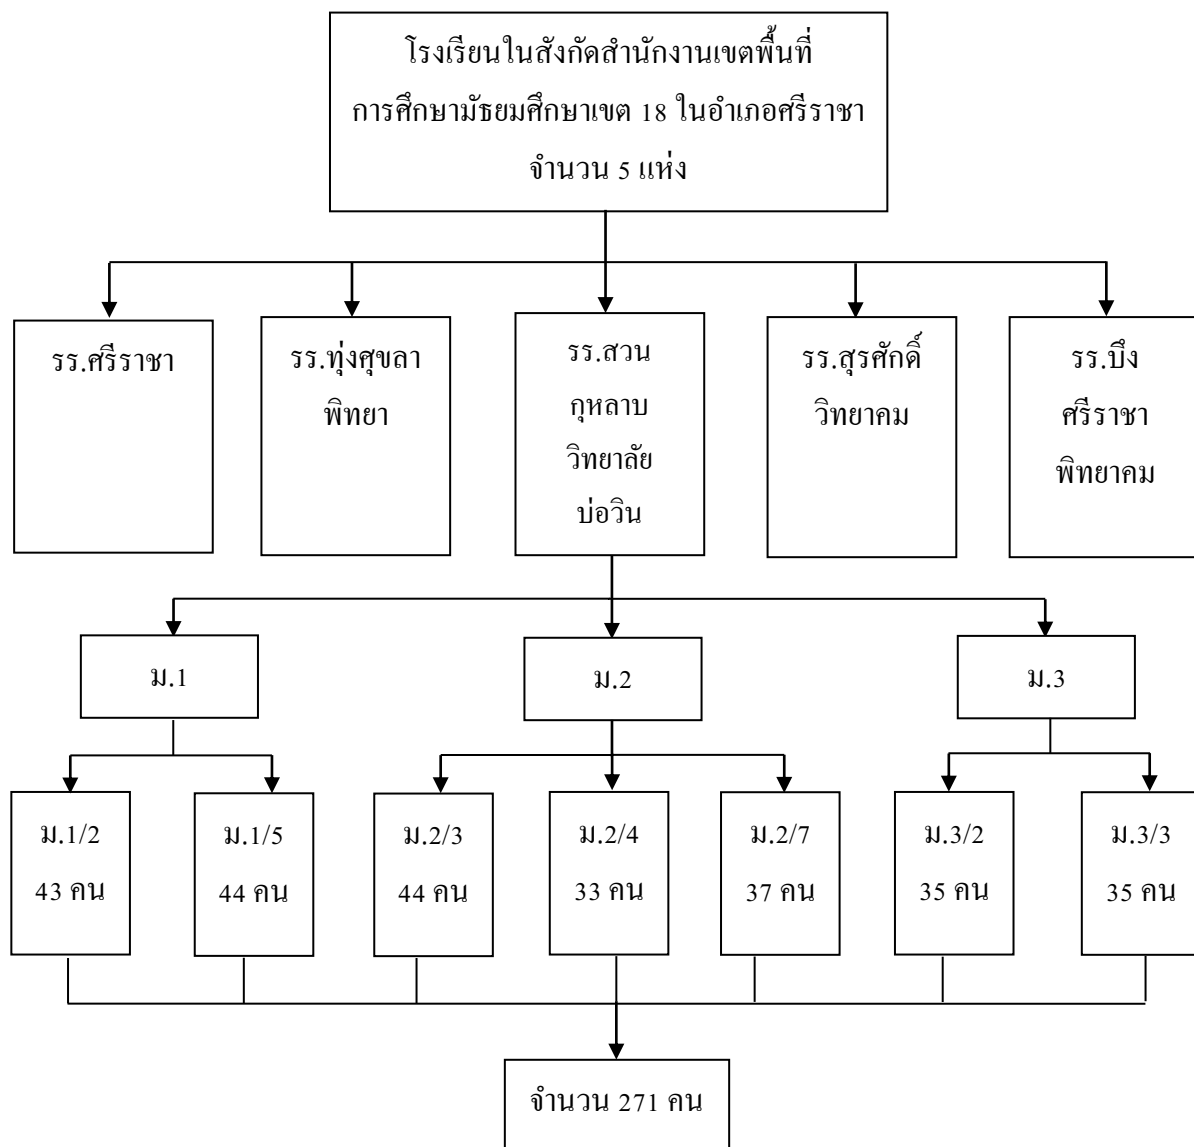 โรงเรียนในสังกัดสำนักงานเขตพื้นที่
การศึกษามัธยมศึกษาเขต 18 ในอำเภอศรีราชา
จำนวน 5 แห่ง
รร.ศรีราชา
รร.ทุ่งศุขลา
พิทยา
รร.สวน
กุหลาบ
วิทยาลัย
บ่อวิน
รร.สุรศักดิ์
วิทยาคม
รร.บึง
ศรีราชา
พิทยาคม
ม.1
ม.2
ม.3
ม.1/2
43 คน
ม.1/5
44 คน
ม.2/3
44 คน
ม.2/4
33 คน
ม.2/7
37 คน
ม.3/2
35 คน
ม.3/3
35 คน
จำนวน 271 คน